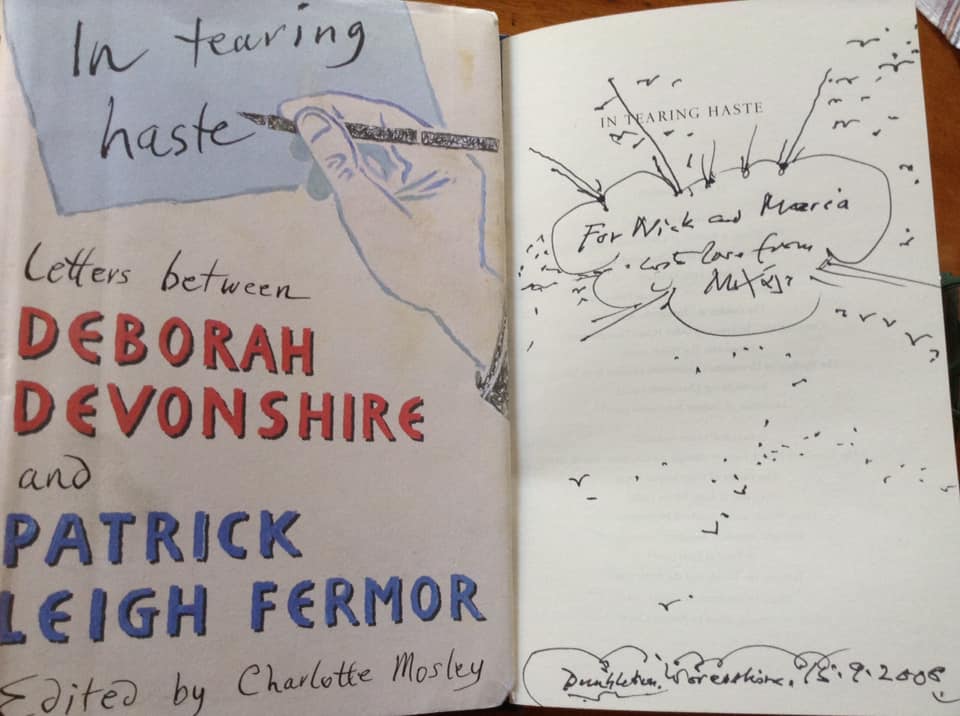 In tearing
haste
Letters between
DEBORAH
DEVONSHIRE
and
PATRICK
LEIGH FERMOR
Edited by Charlotte Mosley
IN TEARING HASTE
For Nick and Maria
with love from
Dumbleton. Worcestershire. 15.9.2008